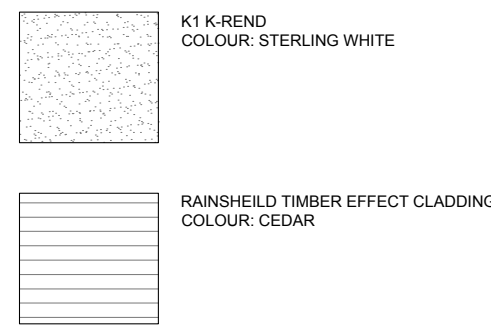 K1 K-REND
COLOUR: STERLING WHITE
RAINSHEILD TIMBER EFFECT CLADDING
COLOUR: CEDAR